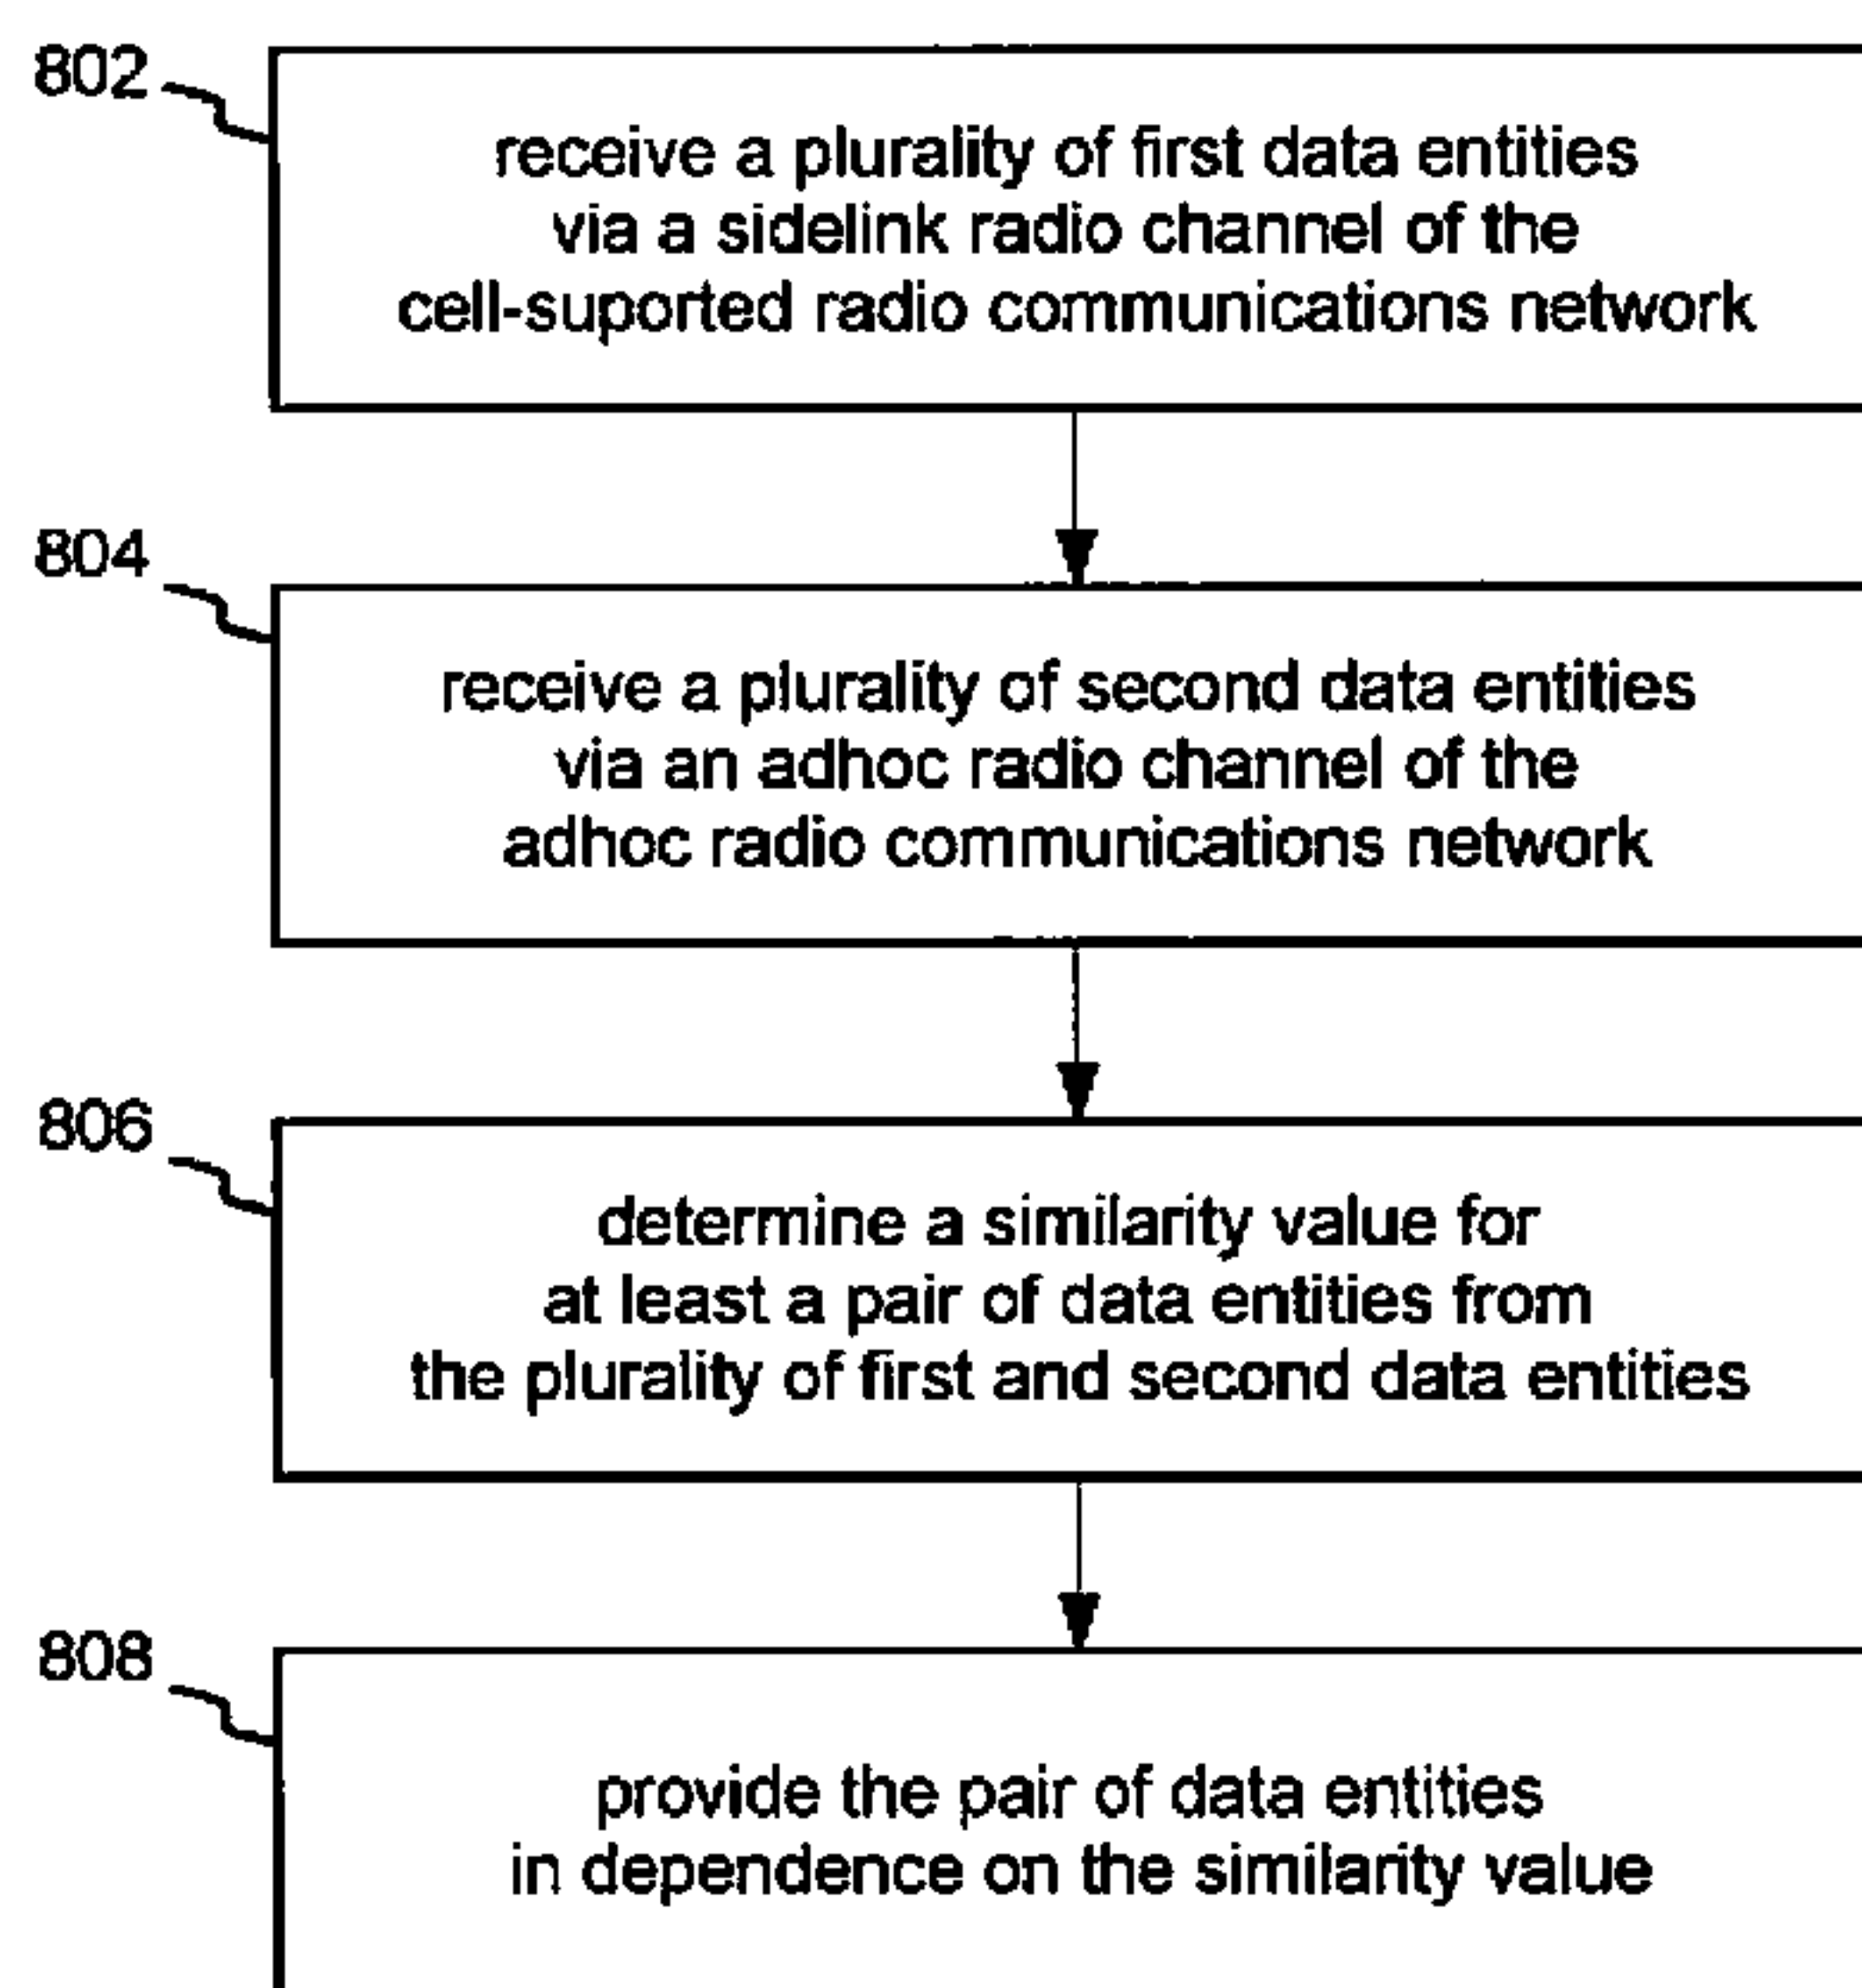 802
receive a plurality of first data entities
via a sidelink radio channel of the
cell-suported radio communications network
804
receive a plurality of second data entities
via an adhoc radio channel of the
adhoc radio communications network
806
determine a similarity value for
at least a pair of data entities from
the plurality of first and second data entities
808
provide the pair of data entities
in dependence on the similarity value